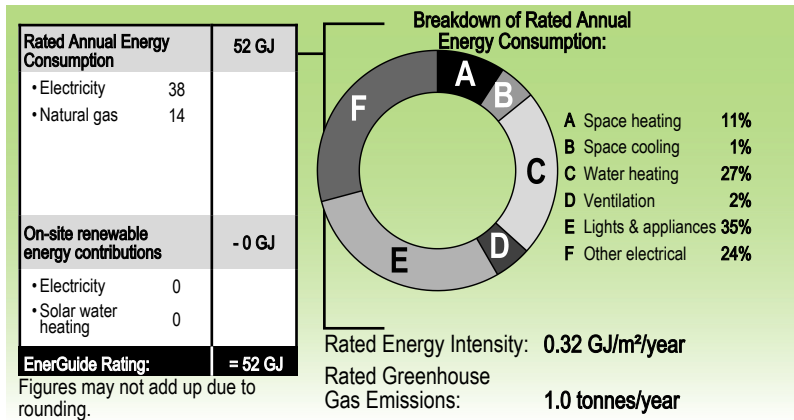 Rated Annual Energy
Consumption
52 GJ
• Electricity 38
• Natural gas 14
On-site renewable
energy contributions
- 0 GJ
• Electricity 0
• Solar water
heating 0
EnerGuide Rating: = 52 GJ
Figures may not add up due to
rounding.
Breakdown of Rated Annual
Energy Consumption:
A
B
C
D
E
F
A Space heating 11%
B Space cooling 1%
C Water heating 27%
D Ventilation 2%
E Lights & appliances 35%
F Other electrical 24%
Rated Energy Intensity: 0.32 GJ/m²/year
Rated Greenhouse
Gas Emissions: 1.0 tonnes/year